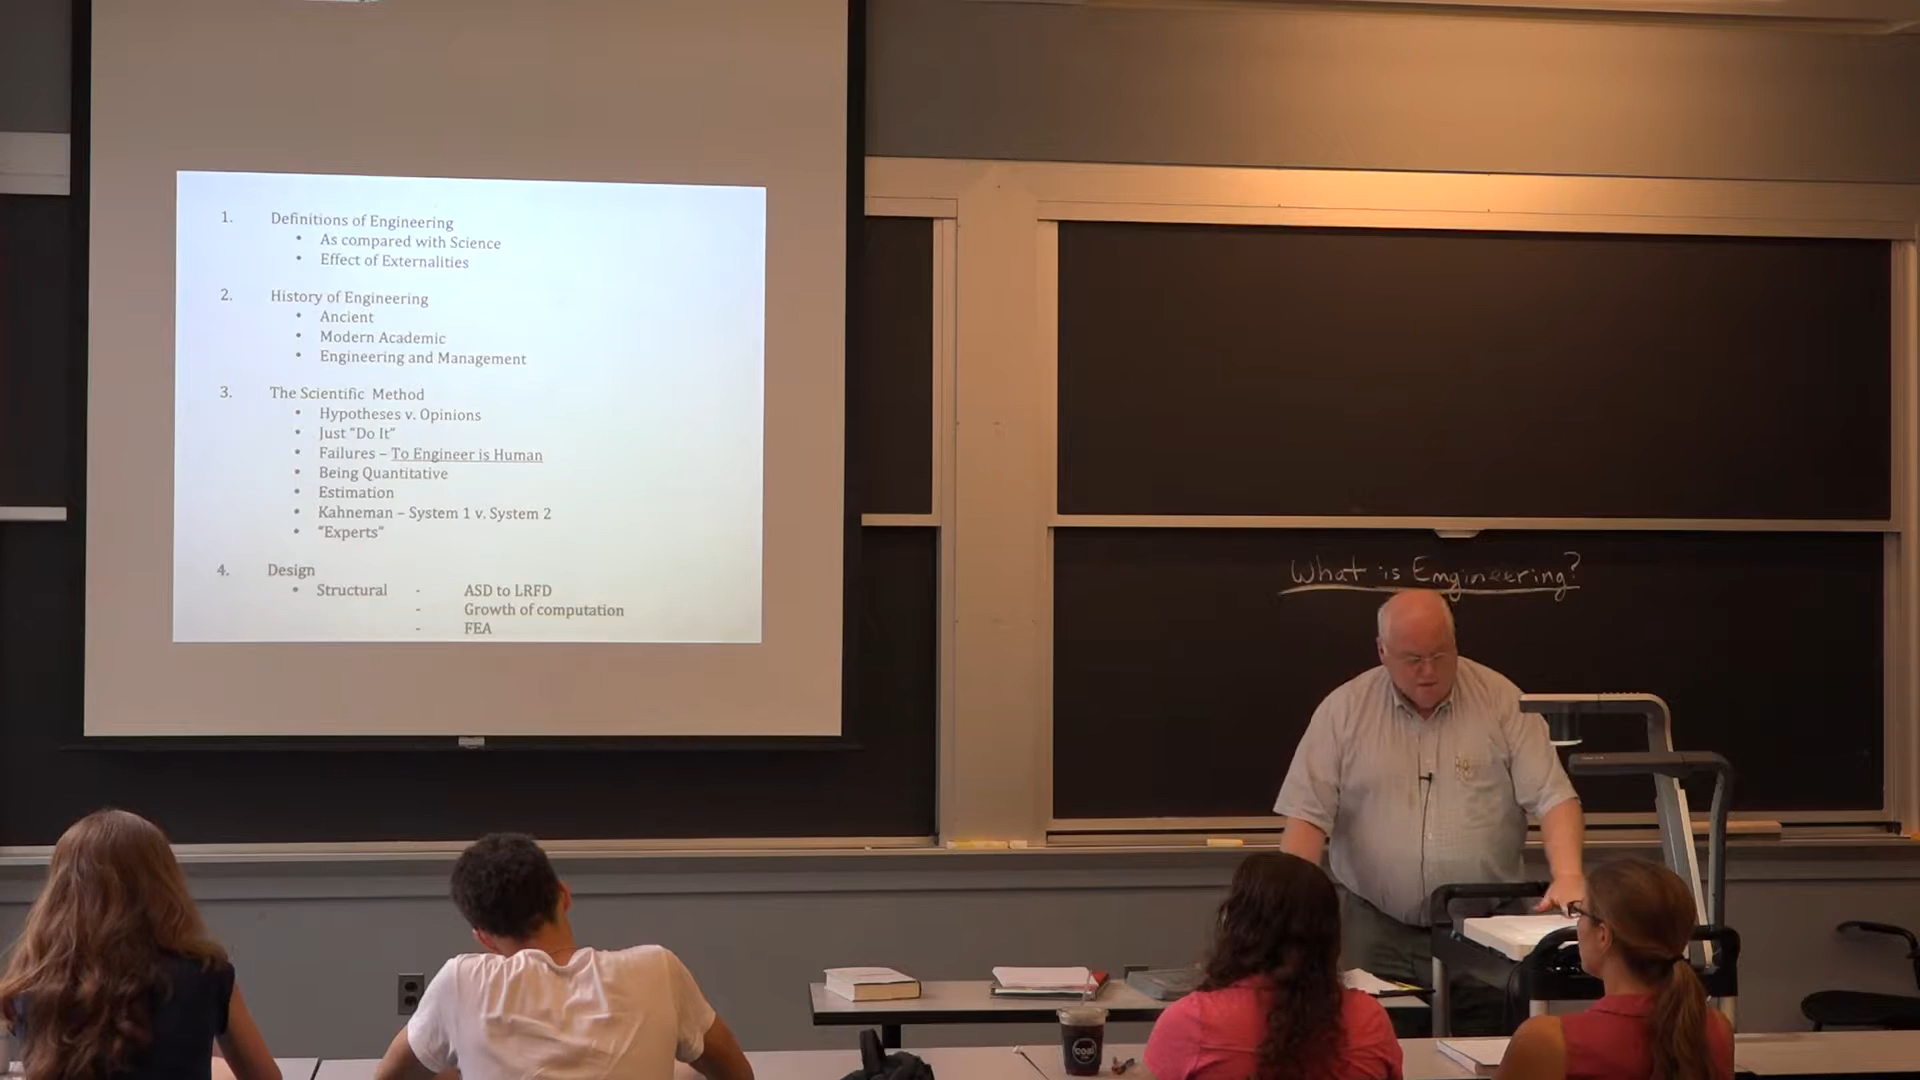 1. Definitions of Engineering
• As compared with Science
• Effect of Externalities
2. History of Engineering
• Ancient
• Modern Academic
• Engineering and Management
3. The Scientific Method
• Hypotheses v. Opinions
• Just "Do It"
• Failures – To Engineer is Human
• Being Quantitative
• Estimation
• Kahneman – System 1 v. System 2
• "Experts"
4. Design
• Structural - ASD to LRFD
- Growth of computation
- FEA
What is Engineering?
coal